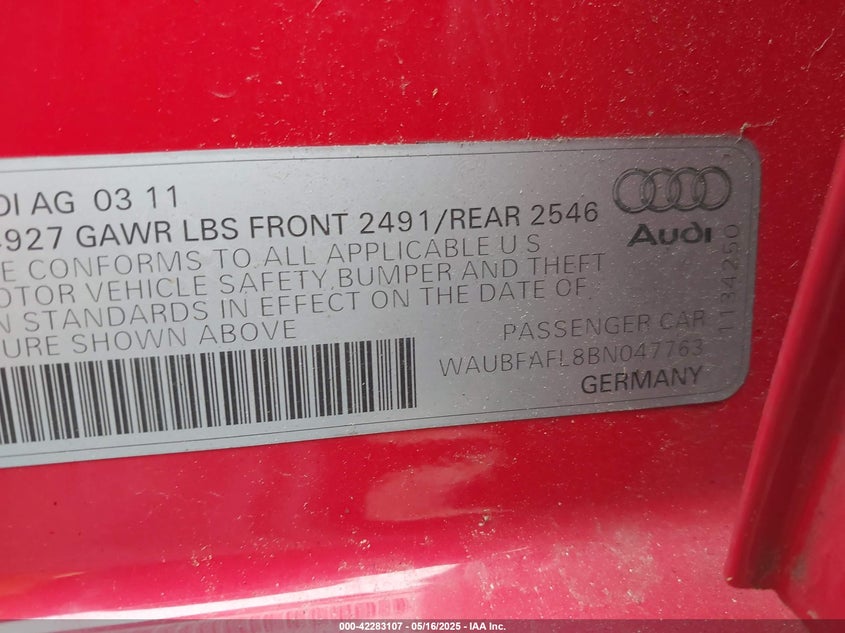 DI AG 03 11
4927 GAWR LBS FRONT 2491/REAR 2546
E CONFORMS TO ALL APPLICABLE U S
MOTOR VEHICLE SAFETY, BUMPER AND THEFT
N STANDARDS IN EFFECT ON THE DATE OF
URE SHOWN ABOVE
PASSENGER CAR
WAUBFAFL8BN047763
GERMANY
Audi
1134250
000-42283107 - 05/16/2025 - IAA Inc.